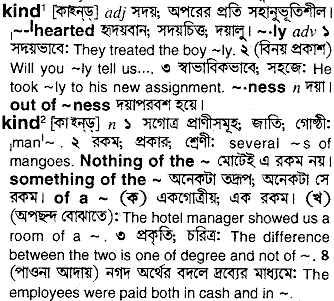 kind¹ [কাইন্‌ড্] adj সদয়; অপরের প্রতি সহানুভূতিশীল।
।~-ˈhearted হৃদয়বান; সদয়চিত্ত; দয়ালু। ~.ly adv ১
সদয়ভাবে: They treated the boy ~ly. ২ (বিনয় প্রকাশ)
Will you ~ly tell us.... ৩ স্বাভাবিকভাবে; সহজে: He
took ~ly to his new assignment. ~.ness n দয়া।
out of ~ness দয়াপরবশ হয়ে।
kind² [কাইন্‌ড্] n ১ সগোত্র প্রাণীসমূহ; জাতি; গোষ্ঠী:
ˌmanˈ~. ২ রকম; প্রকার; শ্রেণী: several ~s of
mangoes. Nothing of the ~ মোটেই এ রকম নয়।
something of the ~ অনেকটা তদ্রূপ; অনেকটা সে
রকম। of a ~ (ক) একগোত্রীয়; এক রকম। (খ)
(অপছন্দ বোঝাতে): The hotel manager showed us a
room of a ~. ৩ প্রকৃতি; চরিত্র: The difference
between the two is one of degree and not of ~. ৪
(পাওনা আদায়) নগদ অর্থের বদলে দ্রব্যের মাধ্যমে: The
employees were paid both in cash and in ~.